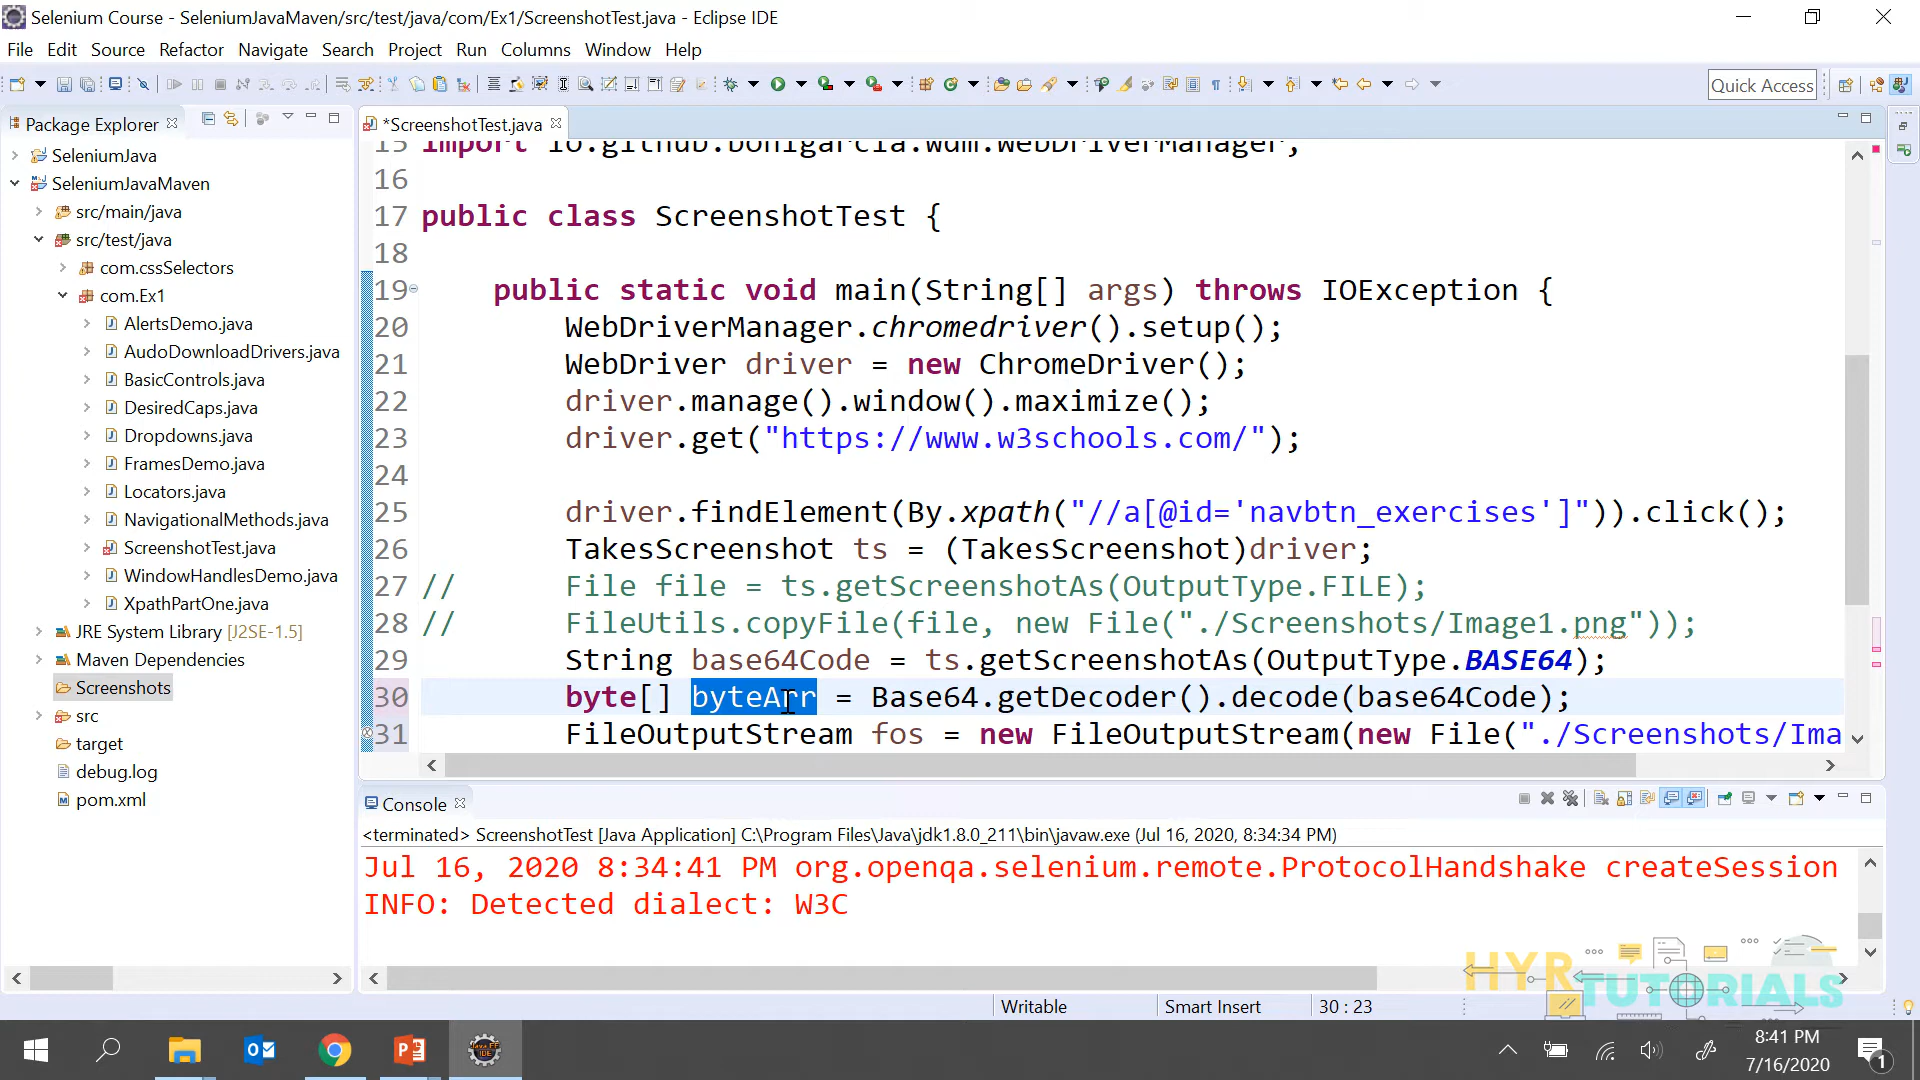 Selenium Course - SeleniumJavaMaven/src/test/java/com/Ex1/ScreenshotTest.java - Eclipse IDE
File Edit Source Refactor Navigate Search Project Run Columns Window Help
Quick Access
Package Explorer
*ScreenshotTest.java
SeleniumJava
SeleniumJavaMaven
src/main/java
src/test/java
com.cssSelectors
com.Ex1
AlertsDemo.java
AudoDownloadDrivers.java
BasicControls.java
DesiredCaps.java
Dropdowns.java
FramesDemo.java
Locators.java
NavigationalMethods.java
ScreenshotTest.java
WindowHandlesDemo.java
XpathPartOne.java
JRE System Library [J2SE-1.5]
Maven Dependencies
Screenshots
src
target
debug.log
pom.xml
15 import io.github.bonigarcia.wdm.WebDriverManager;
16
17 public class ScreenshotTest {
18
19 public static void main(String[] args) throws IOException {
20 WebDriverManager.chromedriver().setup();
21 WebDriver driver = new ChromeDriver();
22 driver.manage().window().maximize();
23 driver.get("https://www.w3schools.com/");
24
25 driver.findElement(By.xpath("//a[@id='navbtn_exercises']")).click();
26 TakesScreenshot ts = (TakesScreenshot)driver;
27 // File file = ts.getScreenshotAs(OutputType.FILE);
28 // FileUtils.copyFile(file, new File("./Screenshots/Image1.png"));
29 String base64Code = ts.getScreenshotAs(OutputType.BASE64);
30 byte[] byteArr = Base64.getDecoder().decode(base64Code);
31 FileOutputStream fos = new FileOutputStream(new File("./Screenshots/Ima
Console
<terminated> ScreenshotTest [Java Application] C:\Program Files\Java\jdk1.8.0_211\bin\javaw.exe (Jul 16, 2020, 8:34:34 PM)
Jul 16, 2020 8:34:41 PM org.openqa.selenium.remote.ProtocolHandshake createSession
INFO: Detected dialect: W3C
HYR TUTORIALS
Writable Smart Insert 30 : 23
8:41 PM
7/16/2020
1